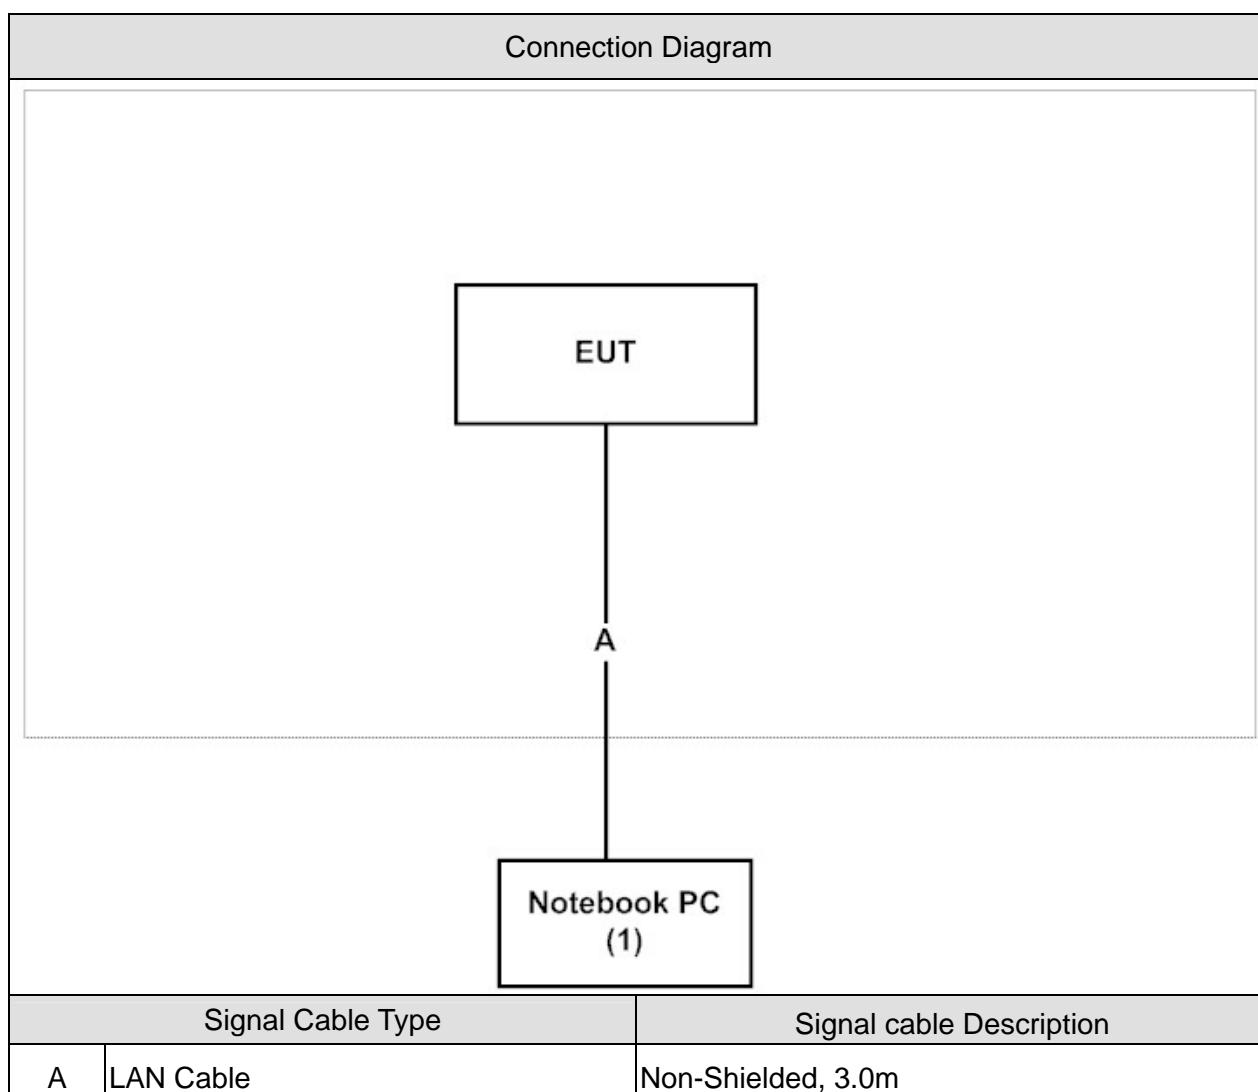 Connection Diagram
EUT
A
Notebook PC
(1)
Signal Cable Type Signal cable Description
A LAN Cable Non-Shielded, 3.0m